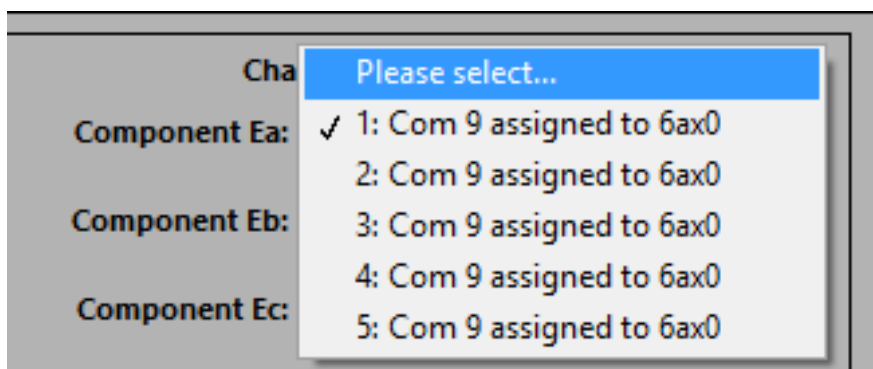 Cha
Please select...
Component Ea:
✓ 1: Com 9 assigned to 6ax0
2: Com 9 assigned to 6ax0
Component Eb:
3: Com 9 assigned to 6ax0
4: Com 9 assigned to 6ax0
Component Ec:
5: Com 9 assigned to 6ax0